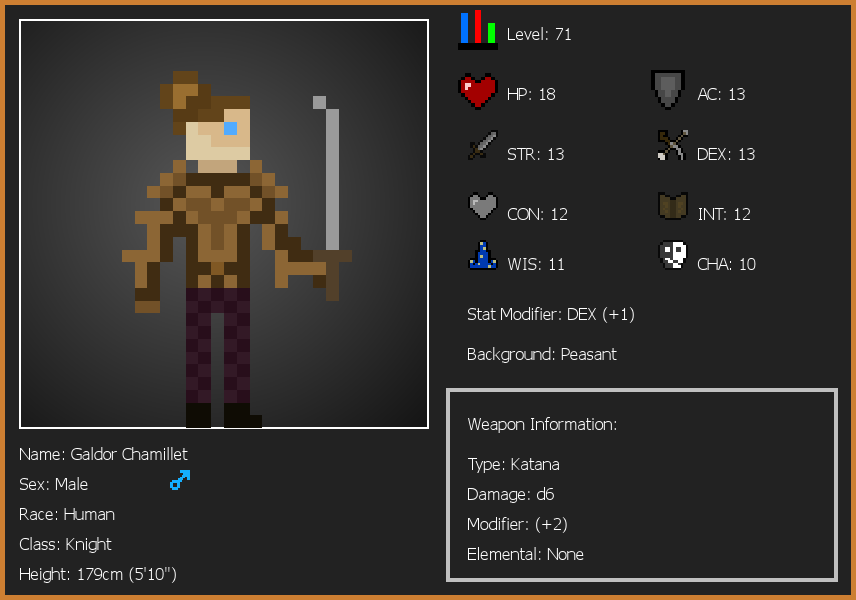 Level: 71
HP: 18
AC: 13
STR: 13
DEX: 13
CON: 12
INT: 12
WIS: 11
CHA: 10
Stat Modifier: DEX (+1)
Background: Peasant
Weapon Information:
Type: Katana
Damage: d6
Modifier: (+2)
Elemental: None
Name: Galdor Chamillet
Sex: Male
Race: Human
Class: Knight
Height: 179cm (5'10")